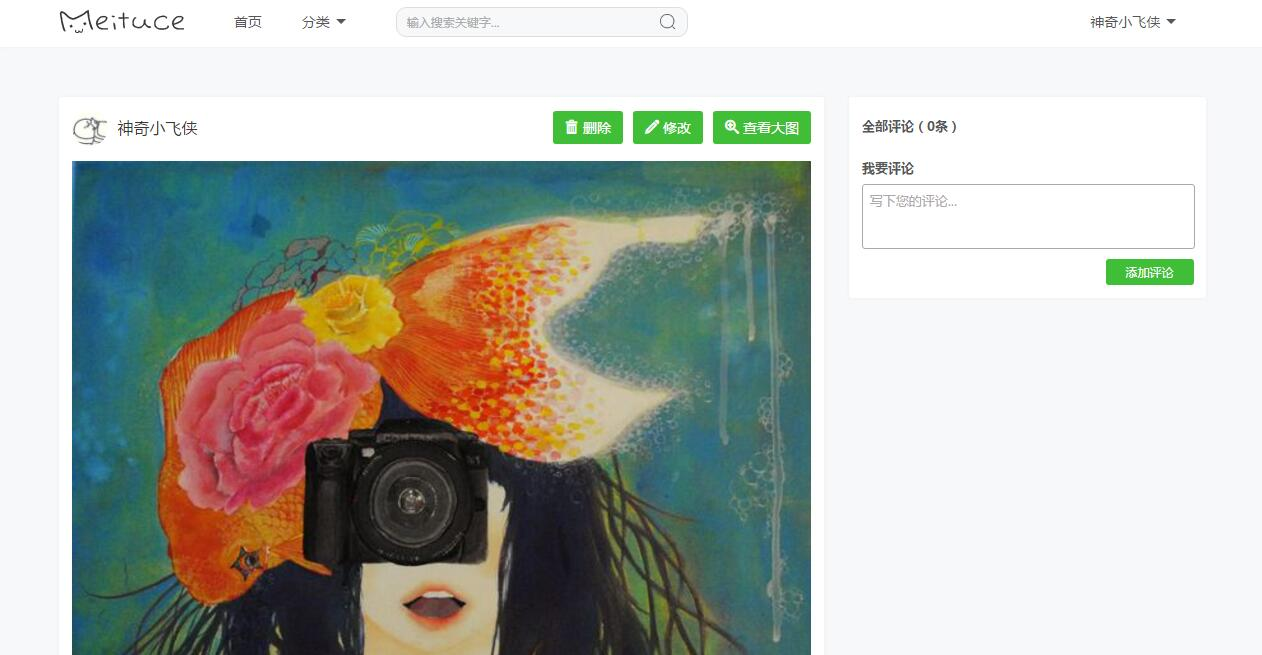 Meituce
首页
分类
输入搜索关键字...
神奇小飞侠
神奇小飞侠
删除
修改
查看大图
全部评论 ( 0条 )
我要评论
写下您的评论...
添加评论